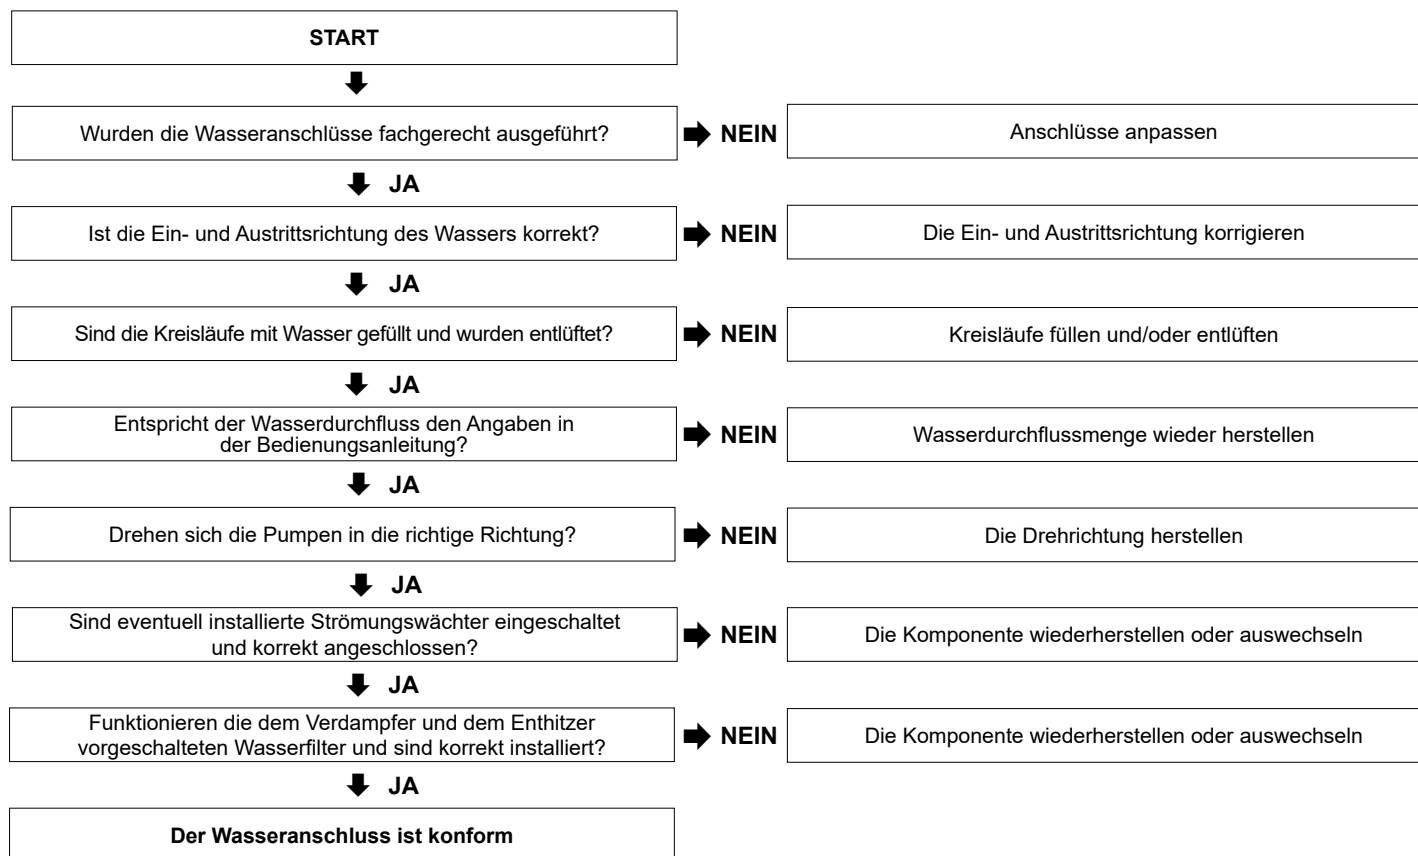 START
Wurden die Wasseranschlüsse fachgerecht ausgeführt?
NEIN
Anschlüsse anpassen
JA
Ist die Ein- und Austrittsrichtung des Wassers korrekt?
NEIN
Die Ein- und Austrittsrichtung korrigieren
JA
Sind die Kreisläufe mit Wasser gefüllt und wurden entlüftet?
NEIN
Kreisläufe füllen und/oder entlüften
JA
Entspricht der Wasserdurchfluss den Angaben in
der Bedienungsanleitung?
NEIN
Wasserdurchflussmenge wieder herstellen
JA
Drehen sich die Pumpen in die richtige Richtung?
NEIN
Die Drehrichtung herstellen
JA
Sind eventuell installierte Strömungswächter eingeschaltet
und korrekt angeschlossen?
NEIN
Die Komponente wiederherstellen oder auswechseln
JA
Funktionieren die dem Verdampfer und dem Enthitzer
vorgeschalteten Wasserfilter und sind korrekt installiert?
NEIN
Die Komponente wiederherstellen oder auswechseln
JA
Der Wasseranschluss ist konform